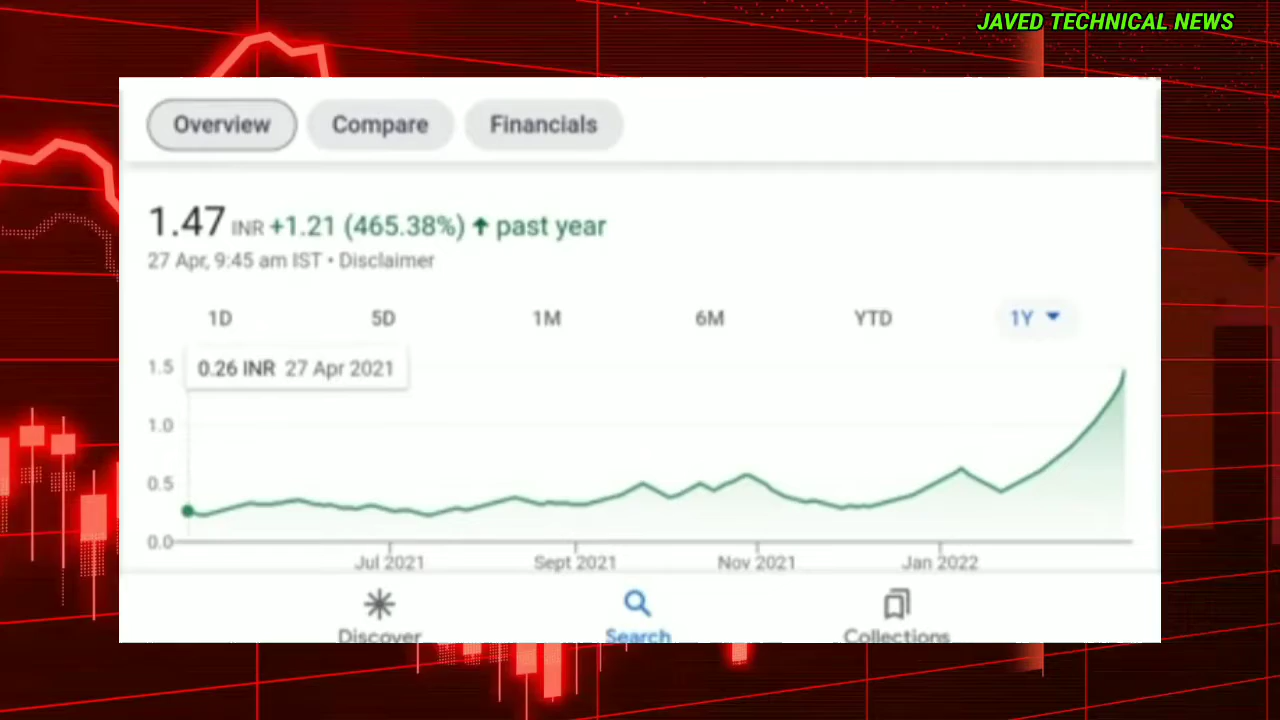 JAVED TECHNICAL NEWS
Overview Compare Financials
1.47 INR +1.21 (465.38%) ↑ past year
27 Apr, 9:45 am IST • Disclaimer
1D 5D 1M 6M YTD 1Y
1.5
0.26 INR 27 Apr 2021
1.0
0.5
0.0
Jul 2021 Sept 2021 Nov 2021 Jan 2022
Discover Search Collections